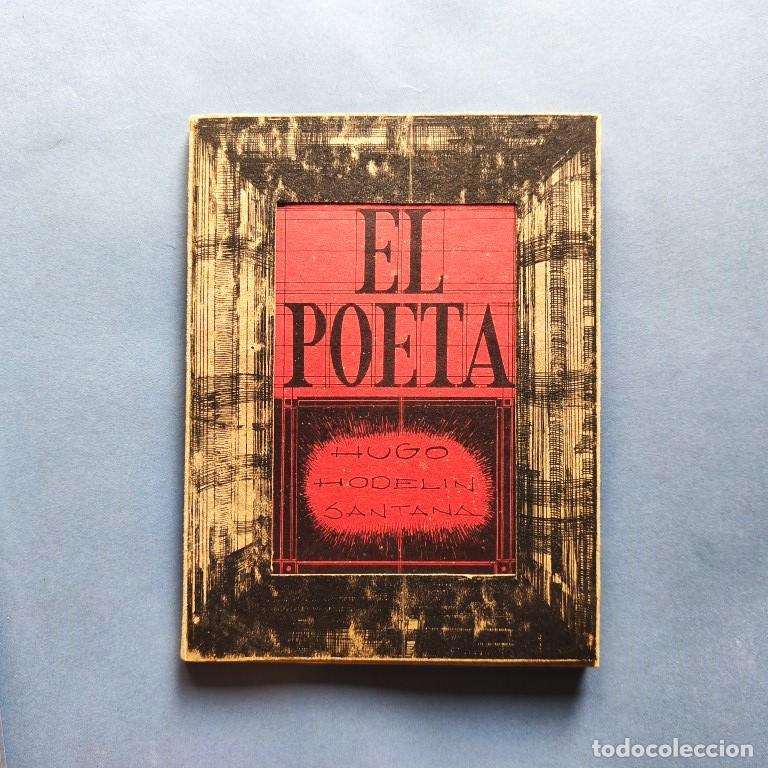 EL
POETA
HUGO
HODELIN
SANTANA
todocoleccion